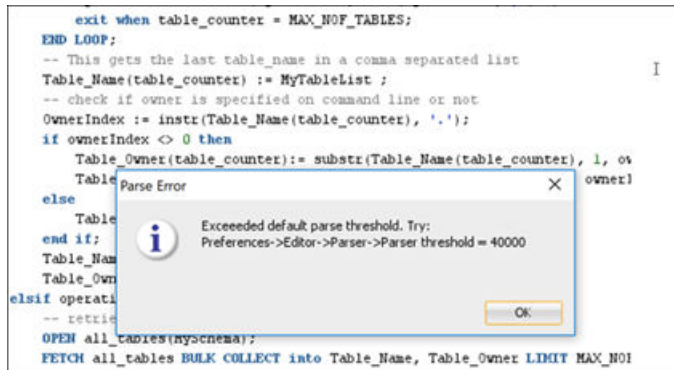 exit when table_counter = MAX_NOF_TABLES;
END LOOP;
-- This gets the last table_name in a comma separated list
Table_Name(table_counter) := MyTableList ;
-- check if owner is specified on command line or not
OwnerIndex := instr(Table_Name(table_counter), '.');
if ownerIndex <> 0 then
Table_Owner(table_counter):= substr(Table_Name(table_counter), 1, ow
Table
ownerI
else
Table
end if;
Table_Nam
Table_Own
elsif operati
-- retrie
Parse Error
Exceeeded default parse threshold. Try:
Preferences->Editor->Parser->Parser threshold = 40000
OK
OPEN all_tables(MySchema);
FETCH all_tables BULK COLLECT into Table_Name, Table_Owner LIMIT MAX_NOF